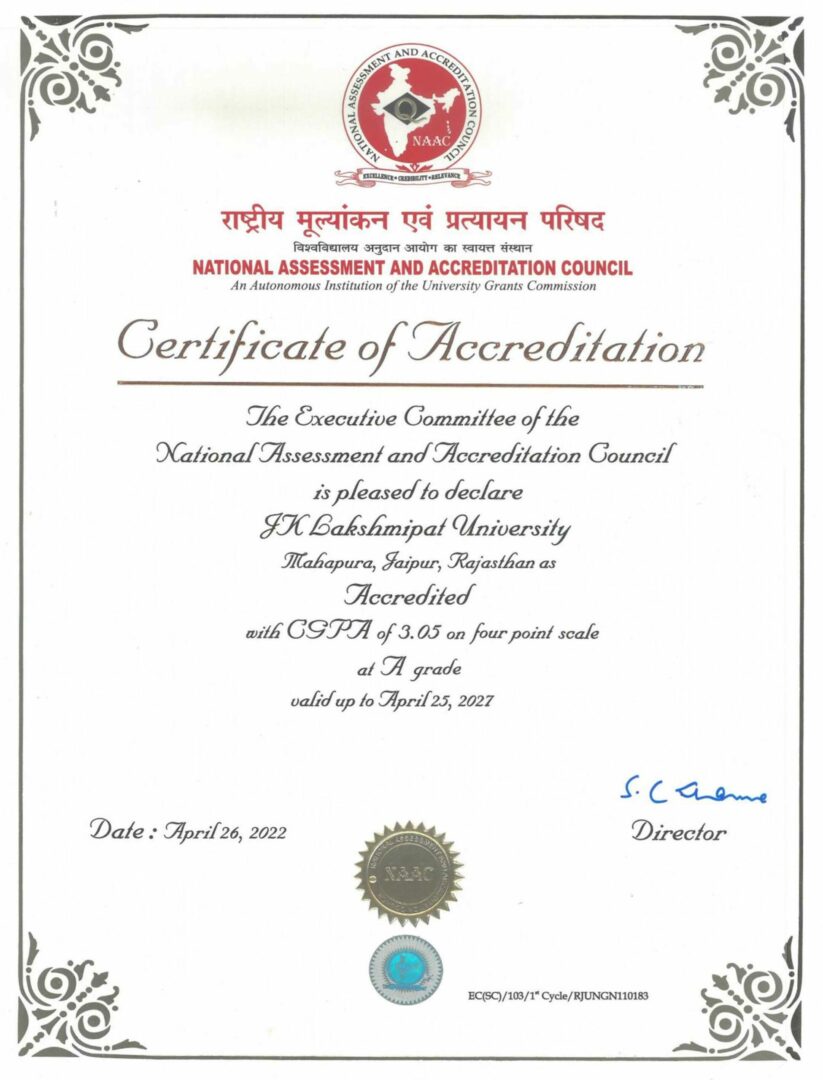 NATIONAL ASSESSMENT AND ACCREDITATION COUNCIL
NAAC
EXCELLENCE • CREDIBILITY • RELEVANCE
राष्ट्रीय मूल्यांकन एवं प्रत्यायन परिषद
विश्वविद्यालय अनुदान आयोग का स्वायत्त संस्थान
NATIONAL ASSESSMENT AND ACCREDITATION COUNCIL
An Autonomous Institution of the University Grants Commission
Certificate of Accreditation
The Executive Committee of the
National Assessment and Accreditation Council
is pleased to declare
JK Lakshmipat University
Mahapura, Jaipur, Rajasthan as
Accredited
with CGPA of 3.05 on four point scale
at A grade
valid up to April 25, 2027
S. C
Date : April 26, 2022
Director
NAAC
EC(SC)/103/1st Cycle/RJUNGN110183